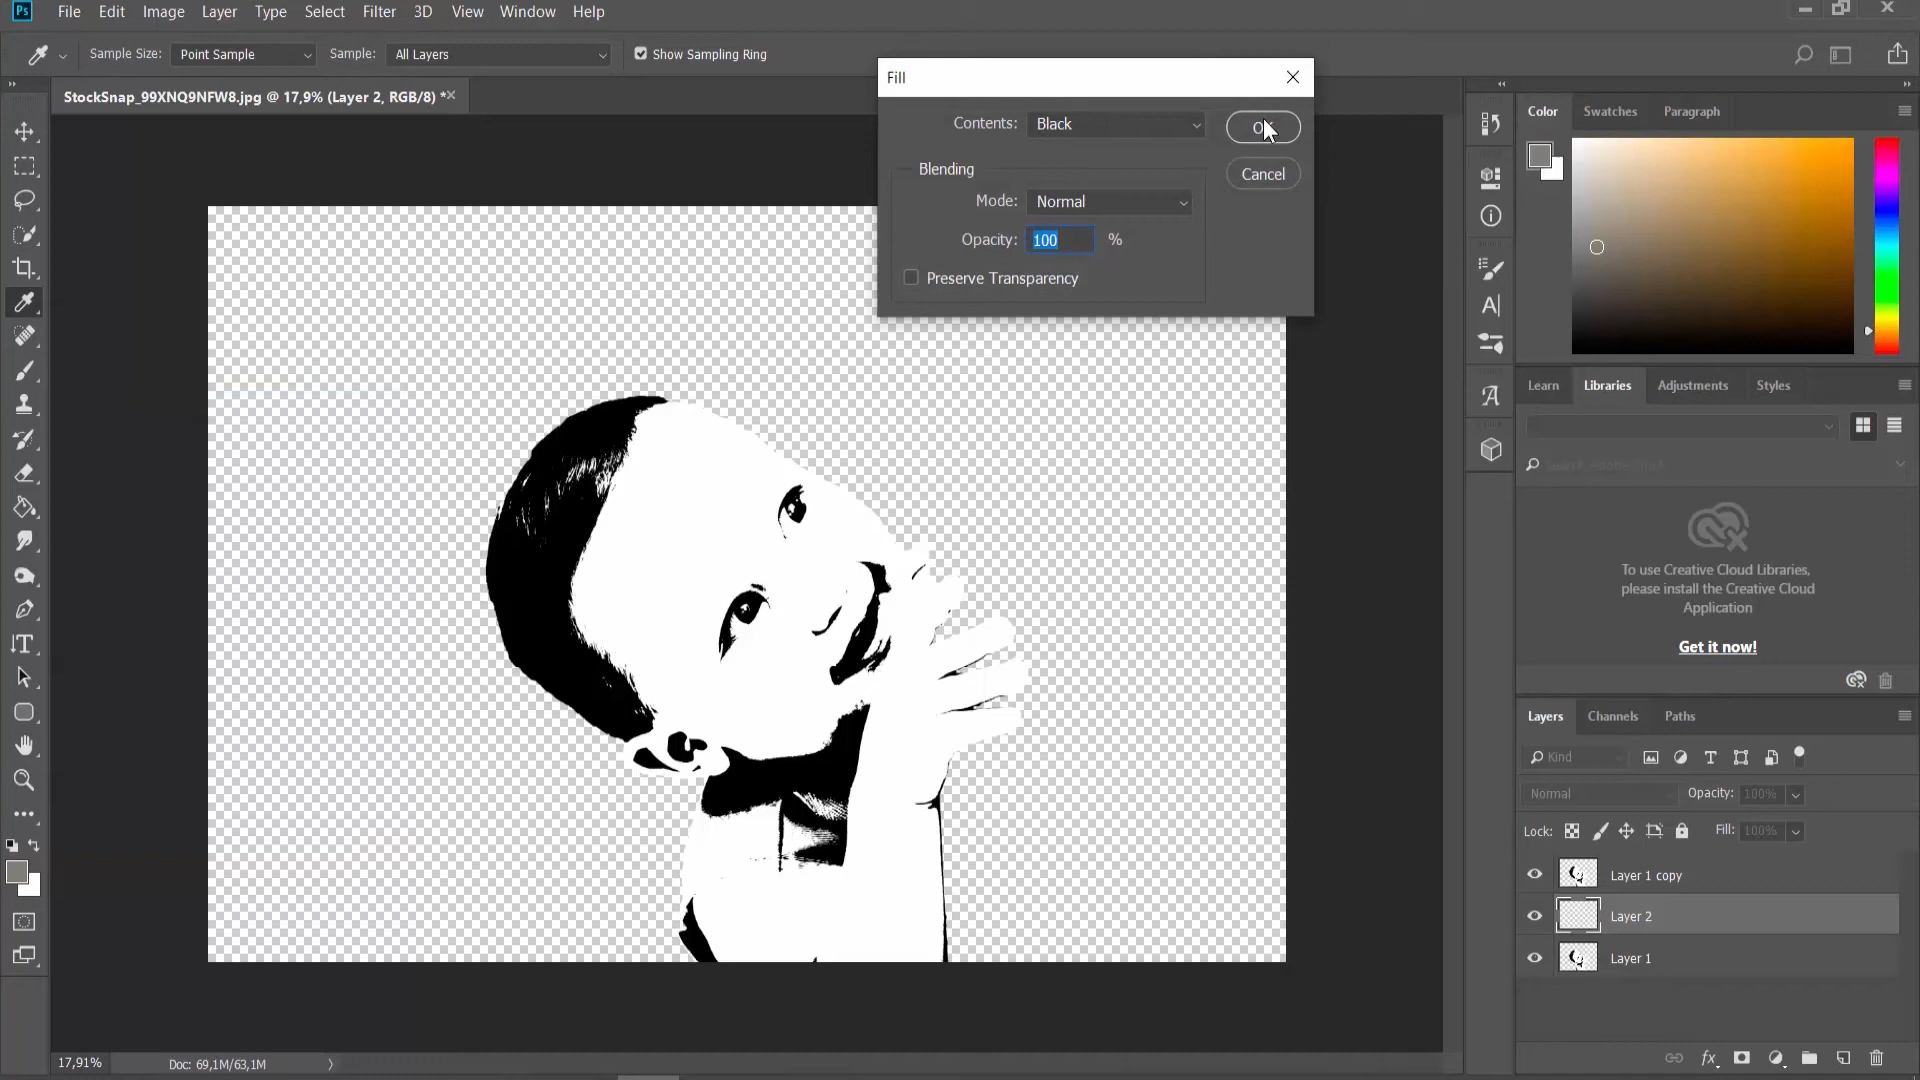 Ps File Edit Image Layer Type Select Filter 3D View Window Help
Sample Size: Point Sample Sample: All Layers Show Sampling Ring
StockSnap_99XNQ9NFW8.jpg @ 17,9% (Layer 2, RGB/8) *
Fill
Contents: Black
OK
Blending
Cancel
Mode: Normal
Opacity: 100 %
Preserve Transparency
Color Swatches Paragraph
Learn Libraries Adjustments Styles
To use Creative Cloud Libraries,
please install the Creative Cloud
Application
Get it now!
Layers Channels Paths
Kind
Normal Opacity: 100%
Lock: Fill: 100%
Layer 1 copy
Layer 2
Layer 1
fx
17,91% Doc: 69,1M/63,1M